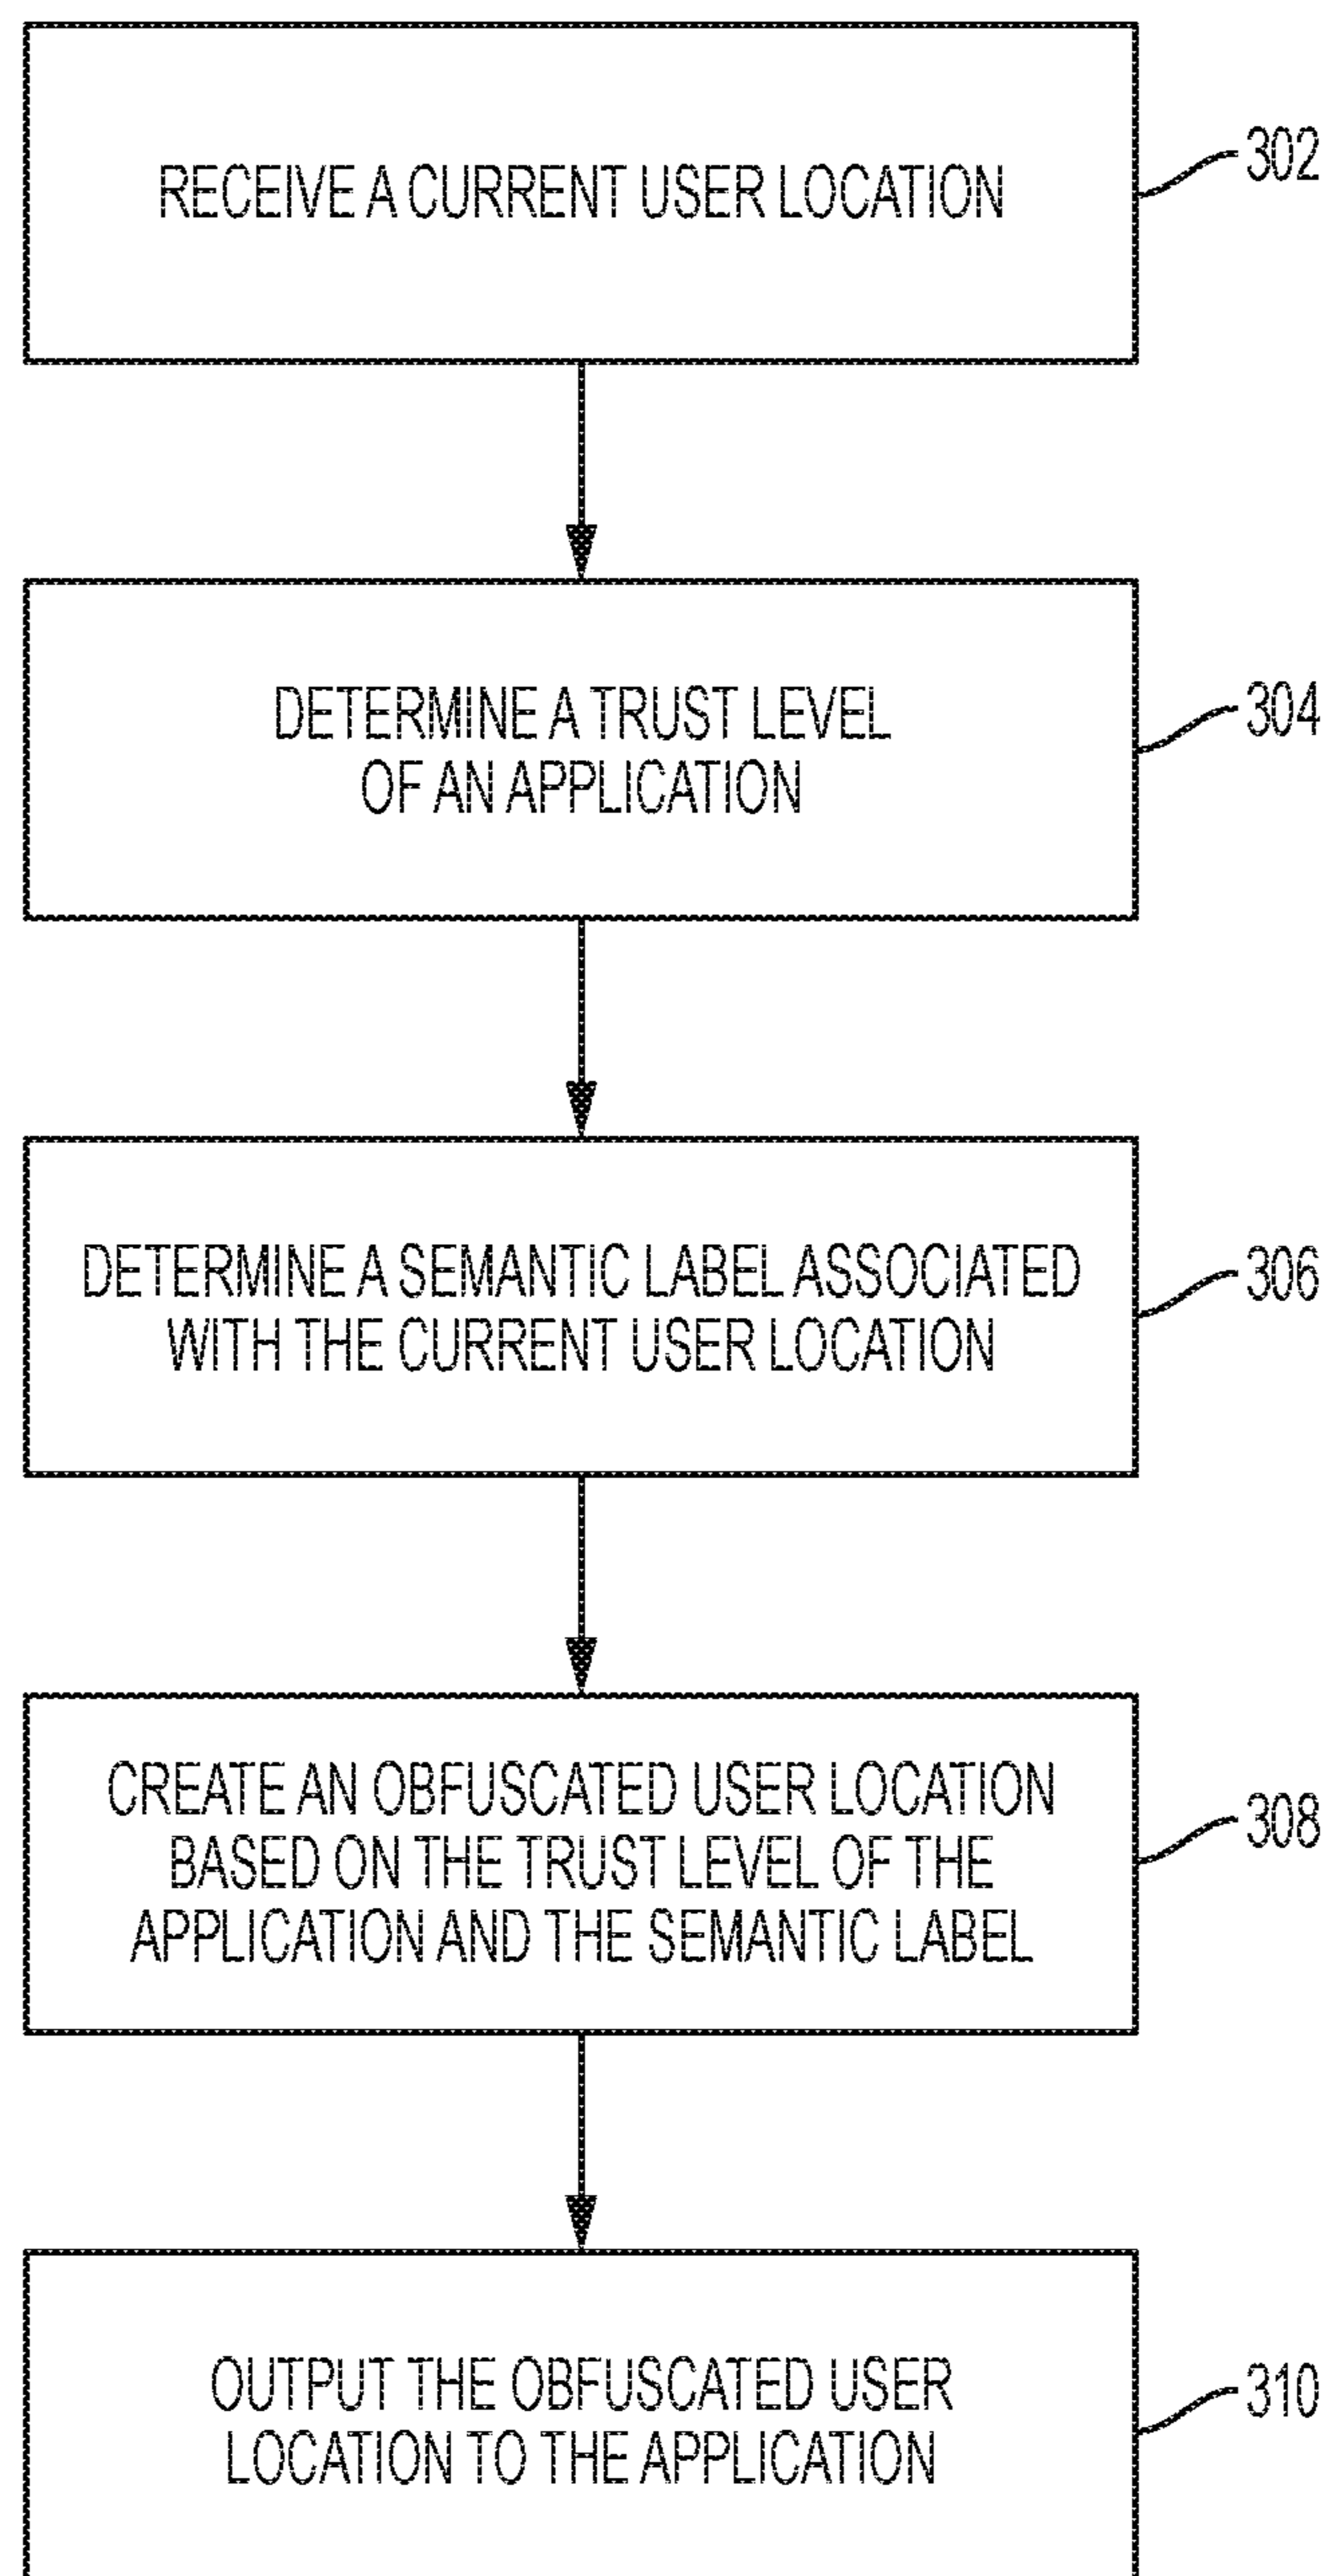 RECEIVE A CURRENT USER LOCATION
302
DETERMINE A TRUST LEVEL
OF AN APPLICATION
304
DETERMINE A SEMANTIC LABEL ASSOCIATED
WITH THE CURRENT USER LOCATION
306
CREATE AN OBFUSCATED USER LOCATION
BASED ON THE TRUST LEVEL OF THE
APPLICATION AND THE SEMANTIC LABEL
308
OUTPUT THE OBFUSCATED USER
LOCATION TO THE APPLICATION
310